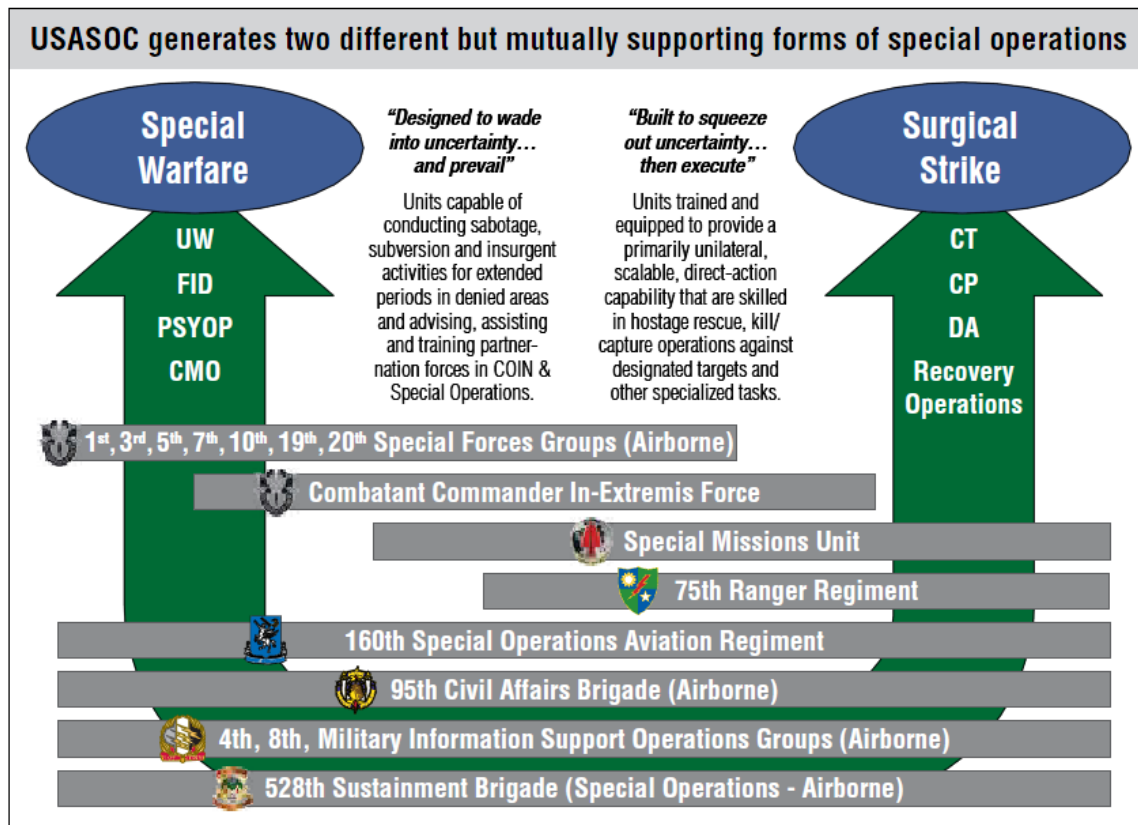 USASOC generates two different but mutually supporting forms of special operations
Special
Warfare
"Designed to wade
into uncertainty…
and prevail"
Units capable of
conducting sabotage,
subversion and insurgent
activities for extended
periods in denied areas
and advising, assisting
and training partner-
nation forces in COIN &
Special Operations.
"Built to squeeze
out uncertainty…
then execute"
Units trained and
equipped to provide a
primarily unilateral,
scalable, direct-action
capability that are skilled
in hostage rescue, kill/
capture operations against
designated targets and
other specialized tasks.
Surgical
Strike
UW
FID
PSYOP
CMO
CT
CP
DA
Recovery
Operations
1st, 3rd, 5th, 7th, 10th, 19th, 20th Special Forces Groups (Airborne)
Combatant Commander In-Extremis Force
Special Missions Unit
75th Ranger Regiment
160th Special Operations Aviation Regiment
95th Civil Affairs Brigade (Airborne)
4th, 8th, Military Information Support Operations Groups (Airborne)
528th Sustainment Brigade (Special Operations - Airborne)